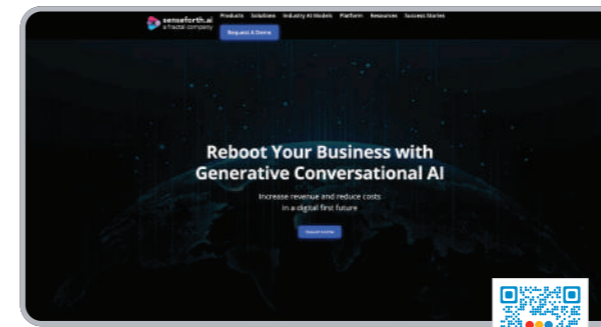 senseforth.ai
a fractal company
Products Solutions Industry AI Models Platform Resources Success Stories
Request A Demo
Reboot Your Business with
Generative Conversational AI
Increase revenue and reduce costs
in a digital first future